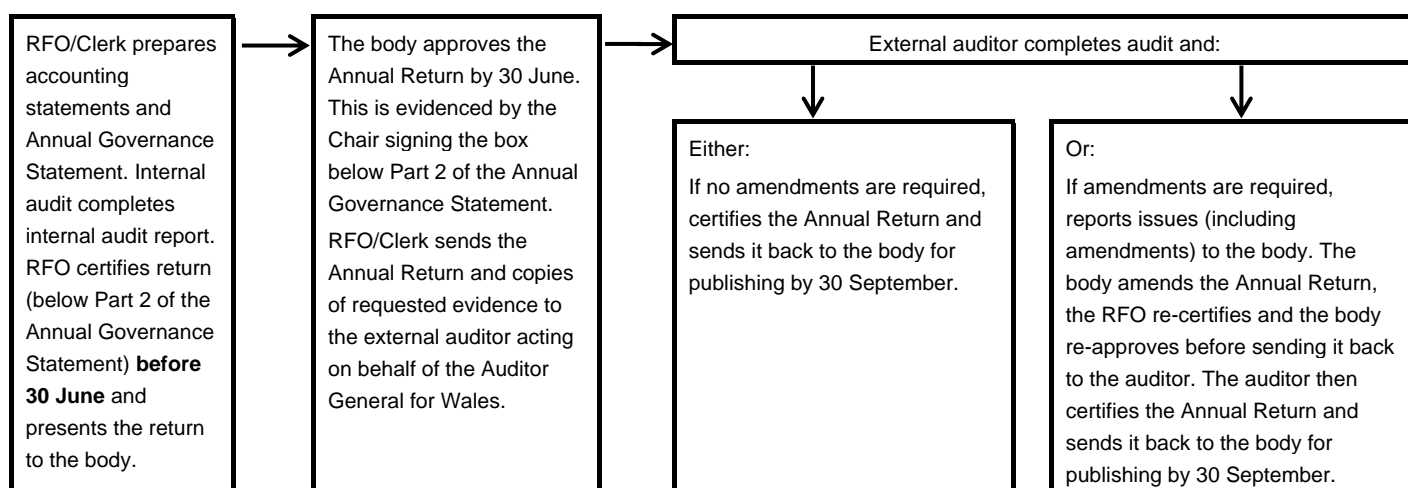 RFO/Clerk prepares
accounting
statements and
Annual Governance
Statement. Internal
audit completes
internal audit report.
RFO certifies return
(below Part 2 of the
Annual Governance
Statement) before
30 June and
presents the return
to the body.
The body approves the
Annual Return by 30 June.
This is evidenced by the
Chair signing the box
below Part 2 of the Annual
Governance Statement.
RFO/Clerk sends the
Annual Return and copies
of requested evidence to
the external auditor acting
on behalf of the Auditor
General for Wales.
External auditor completes audit and:
Either:
If no amendments are required,
certifies the Annual Return and
sends it back to the body for
publishing by 30 September.
Or:
If amendments are required,
reports issues (including
amendments) to the body. The
body amends the Annual Return,
the RFO re-certifies and the body
re-approves before sending it back
to the auditor. The auditor then
certifies the Annual Return and
sends it back to the body for
publishing by 30 September.